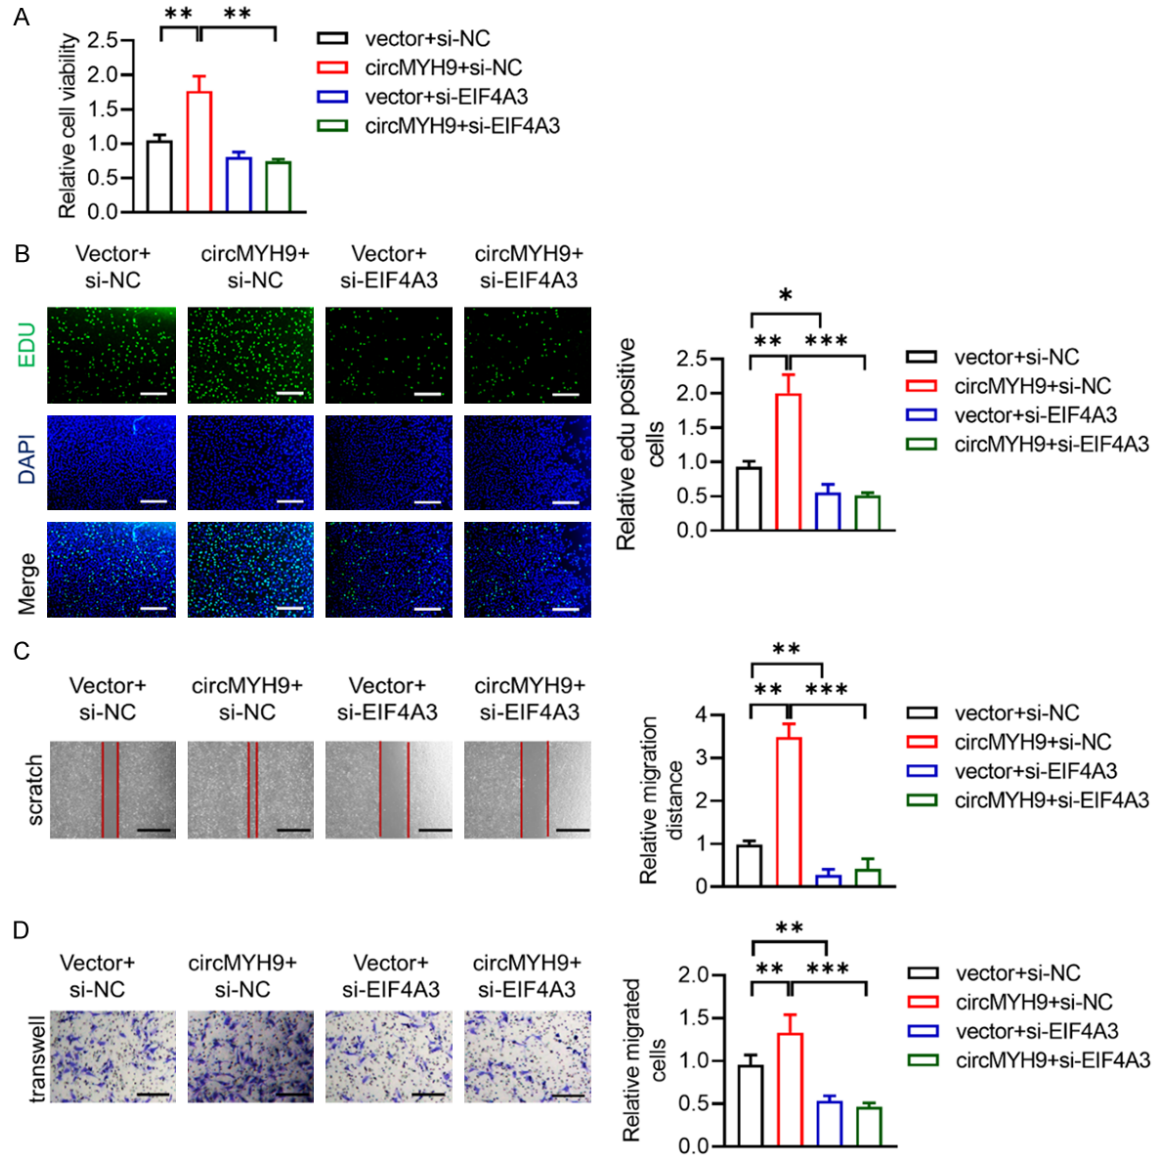 A
** **
Relative cell viability
2.5
2.0
1.5
1.0
0.5
0.0
vector+si-NC
circMYH9+si-NC
vector+si-EIF4A3
circMYH9+si-EIF4A3
B
Vector+
si-NC
circMYH9+
si-NC
Vector+
si-EIF4A3
circMYH9+
si-EIF4A3
EDU
DAPI
Merge
*
** ***
Relative edu positive
cells
2.5
2.0
1.5
1.0
0.5
0.0
vector+si-NC
circMYH9+si-NC
vector+si-EIF4A3
circMYH9+si-EIF4A3
C
Vector+
si-NC
circMYH9+
si-NC
Vector+
si-EIF4A3
circMYH9+
si-EIF4A3
scratch
**
** ***
Relative migration
distance
4
3
2
1
0
vector+si-NC
circMYH9+si-NC
vector+si-EIF4A3
circMYH9+si-EIF4A3
D
Vector+
si-NC
circMYH9+
si-NC
Vector+
si-EIF4A3
circMYH9+
si-EIF4A3
transwell
**
** ***
Relative migrated
cells
2.0
1.5
1.0
0.5
0.0
vector+si-NC
circMYH9+si-NC
vector+si-EIF4A3
circMYH9+si-EIF4A3